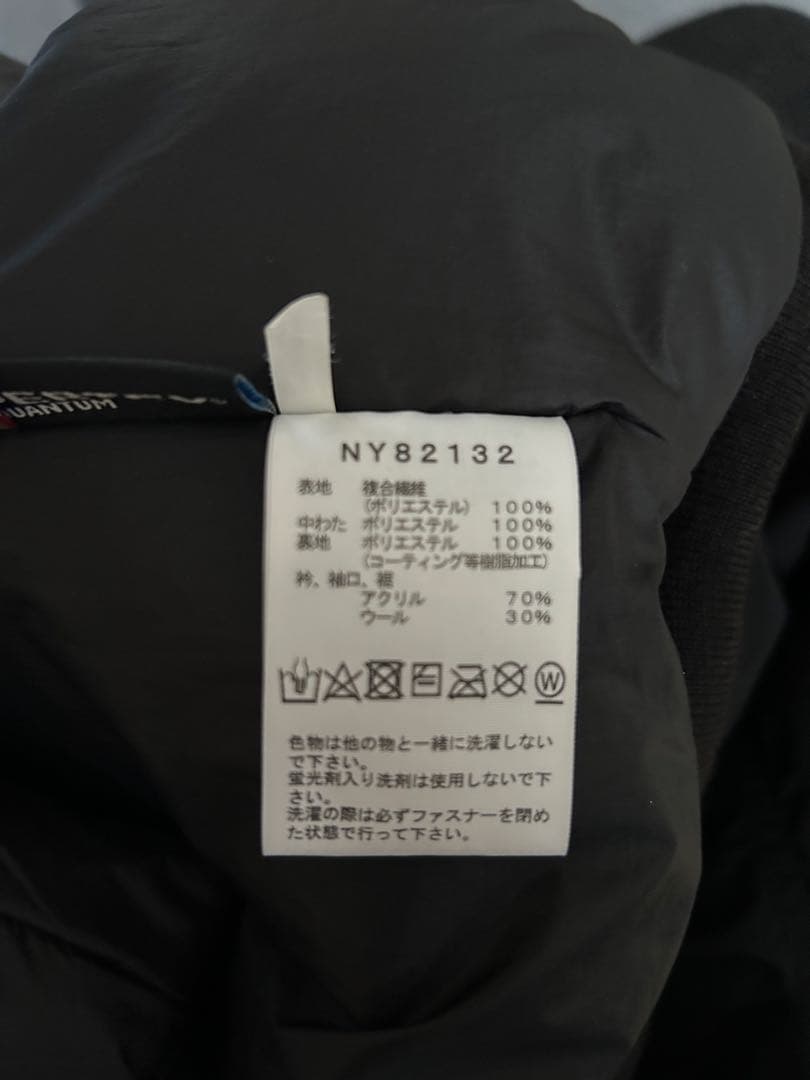 UANTUM
NY82132
表地 複合繊維
(ポリエステル) 100%
中わた ポリエステル 100%
裏地 ポリエステル 100%
(コーティング等樹脂加工)
衿、袖口、裾
アクリル 70%
ウール 30%
W
色物は他の物と一緒に洗濯しない
で下さい。
蛍光剤入り洗剤は使用しないで下
さい。
洗濯の際は必ずファスナーを閉め
た状態で行って下さい。